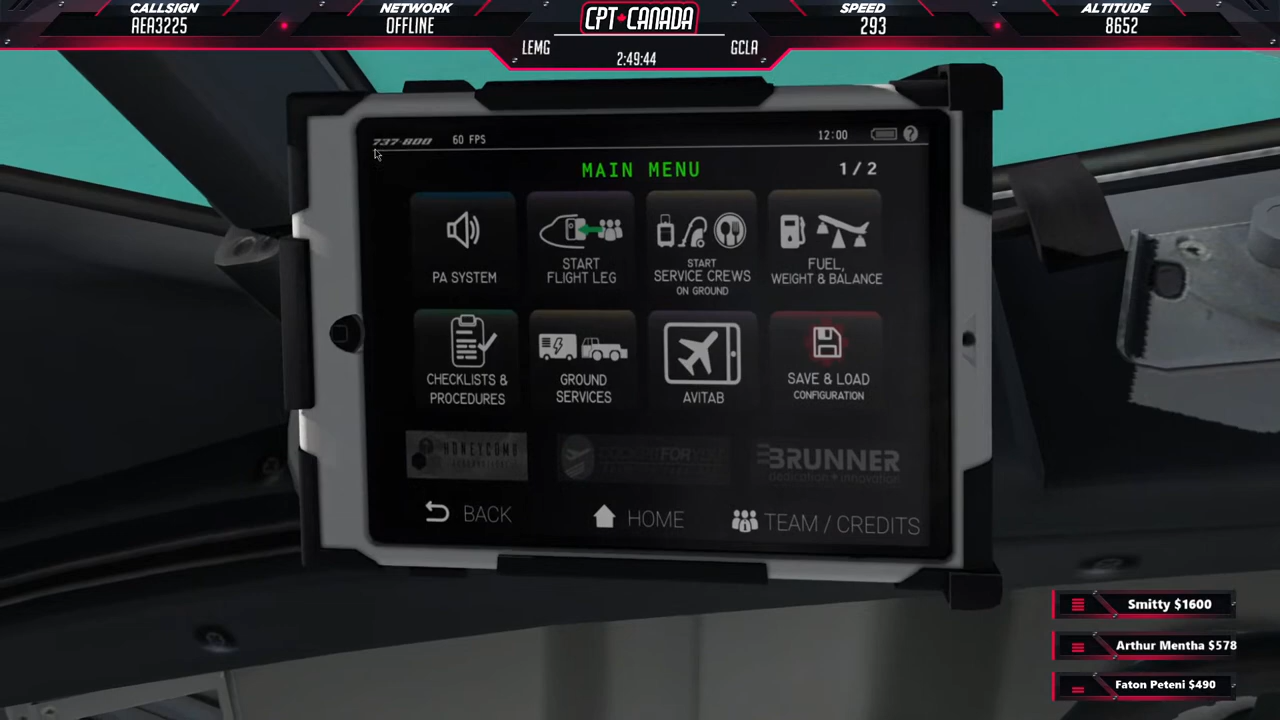 CALLSIGN
AEA3225
NETWORK
OFFLINE
CPT CANADA
LEMG
2:49:44
GCLA
SPEED
293
ALTITUDE
8652
737-800
60 FPS
12:00
?
MAIN MENU
1 / 2
PA SYSTEM
START
FLIGHT LEG
START
SERVICE CREWS
ON GROUND
FUEL,
WEIGHT & BALANCE
CHECKLISTS &
PROCEDURES
GROUND
SERVICES
AVITAB
SAVE & LOAD
CONFIGURATION
HONEYCOMB
BRUNNER
dedication • innovation
BACK
HOME
TEAM / CREDITS
Smitty $1600
Arthur Mentha $578
Faton Peteni $490